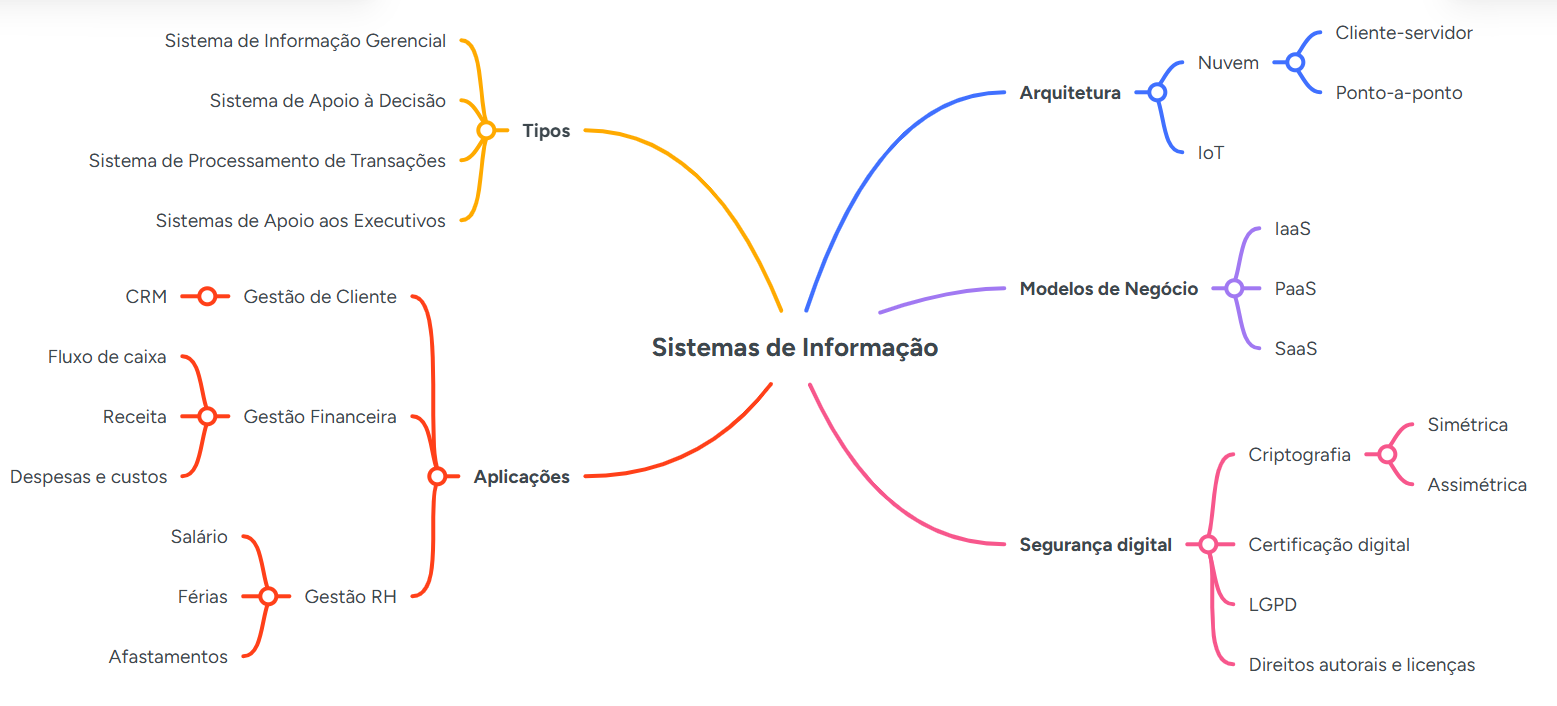 Sistemas de Informação
Tipos
Sistema de Informação Gerencial
Sistema de Apoio à Decisão
Sistema de Processamento de Transações
Sistemas de Apoio aos Executivos
Aplicações
Gestão de Cliente
CRM
Gestão Financeira
Fluxo de caixa
Receita
Despesas e custos
Gestão RH
Salário
Férias
Afastamentos
Arquitetura
Nuvem
Cliente-servidor
Ponto-a-ponto
IoT
Modelos de Negócio
IaaS
PaaS
SaaS
Segurança digital
Criptografia
Simétrica
Assimétrica
Certificação digital
LGPD
Direitos autorais e licenças